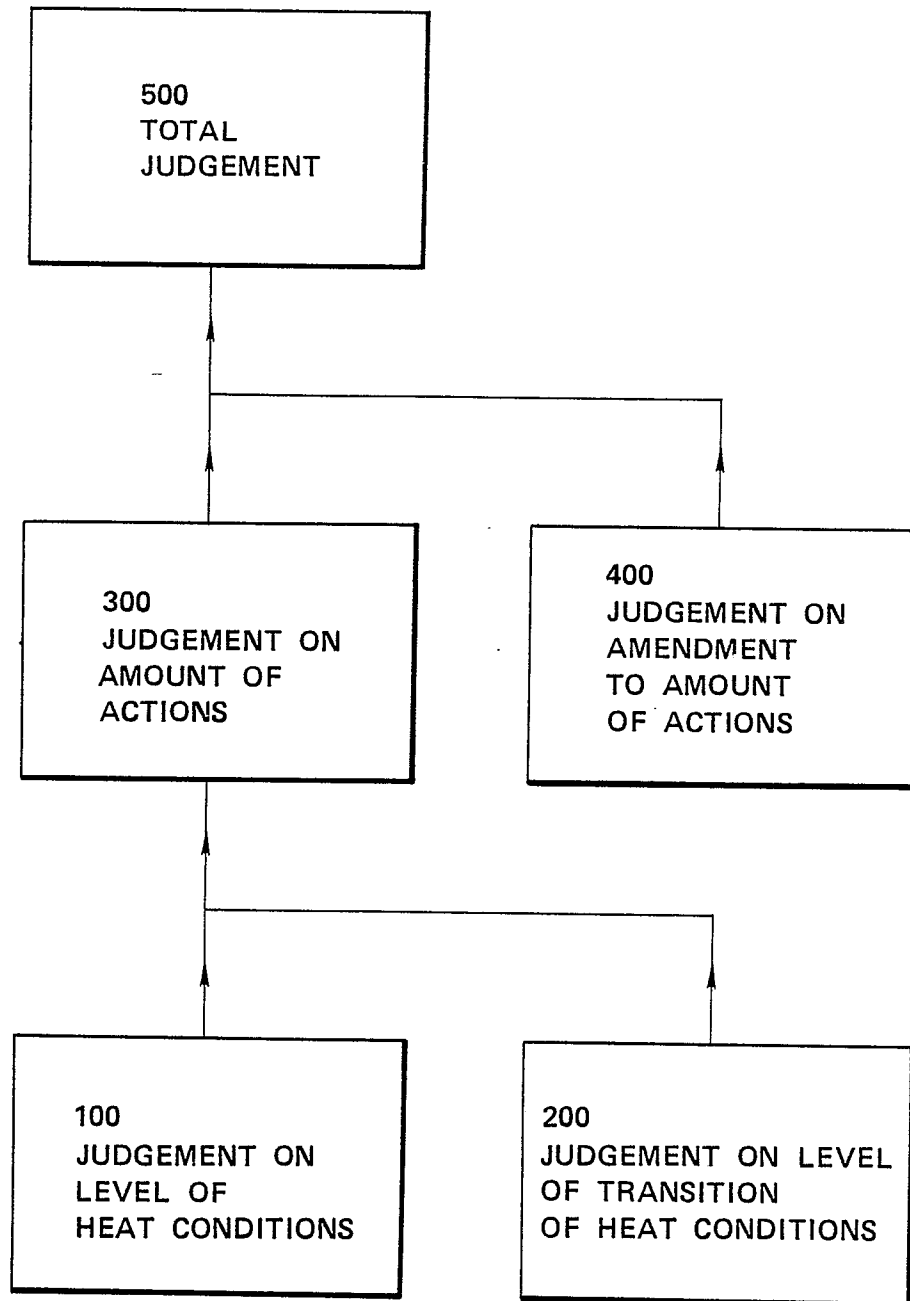 500
TOTAL
JUDGEMENT
300
JUDGEMENT ON
AMOUNT OF
ACTIONS
400
JUDGEMENT ON
AMENDMENT
TO AMOUNT
OF ACTIONS
100
JUDGEMENT ON
LEVEL OF
HEAT CONDITIONS
200
JUDGEMENT ON LEVEL
OF TRANSITION
OF HEAT CONDITIONS